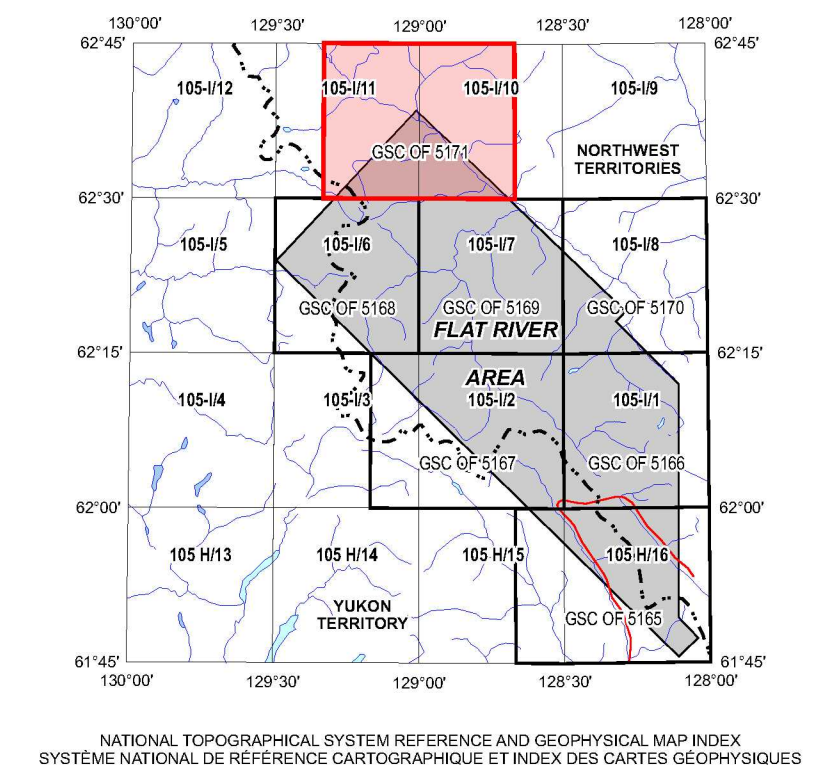 130°00' 129°30' 129°00' 128°30' 128°00'
62°45' 62°45'
105-I/12 105-I/11 105-I/10 105-I/9
GSC OF 5171
NORTHWEST
TERRITORIES
62°30' 62°30'
105-I/5 105-I/6 105-I/7 105-I/8
GSC OF 5168 GSC OF 5169 GSC OF 5170
FLAT RIVER
62°15' 62°15'
AREA
105-I/4 105-I/3 105-I/2 105-I/1
GSC OF 5167 GSC OF 5166
62°00' 62°00'
105 H/13 105 H/14 105 H/15 105 H/16
YUKON
TERRITORY
GSC OF 5165
61°45' 61°45'
130°00' 129°30' 129°00' 128°30' 128°00'
NATIONAL TOPOGRAPHICAL SYSTEM REFERENCE AND GEOPHYSICAL MAP INDEX
SYSTÈME NATIONAL DE RÉFÉRENCE CARTOGRAPHIQUE ET INDEX DES CARTES GÉOPHYSIQUES